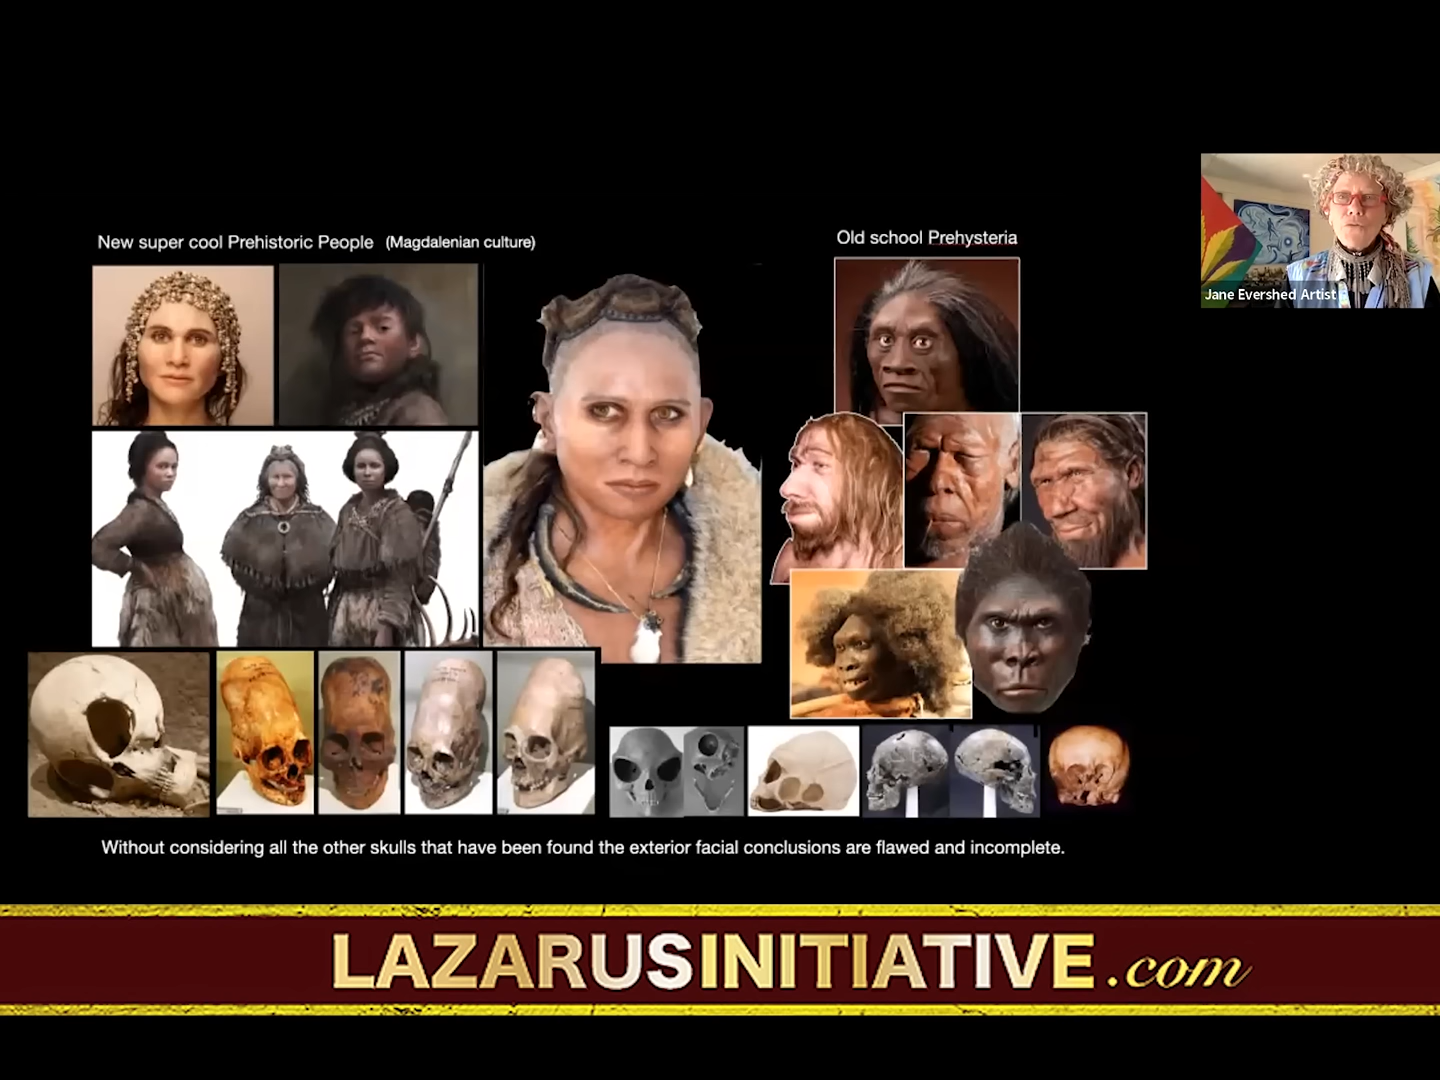 New super cool Prehistoric People (Magdalenian culture)
Old school Prehysteria
Jane Evershed Artist
Without considering all the other skulls that have been found the exterior facial conclusions are flawed and incomplete.
LAZARUSINITIATIVE.com